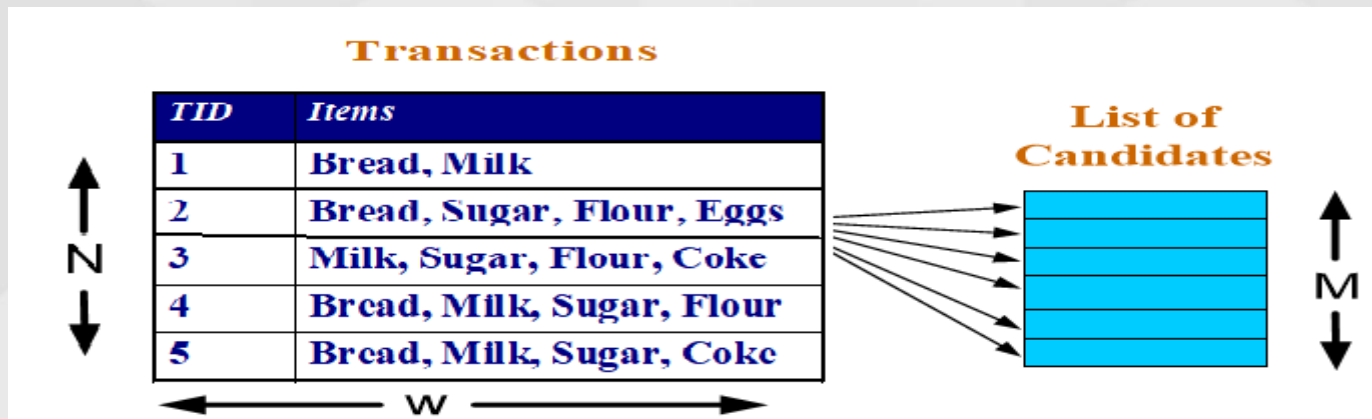 Transactions
TID Items
1 Bread, Milk
2 Bread, Sugar, Flour, Eggs
3 Milk, Sugar, Flour, Coke
4 Bread, Milk, Sugar, Flour
5 Bread, Milk, Sugar, Coke
N
w
List of
Candidates
M